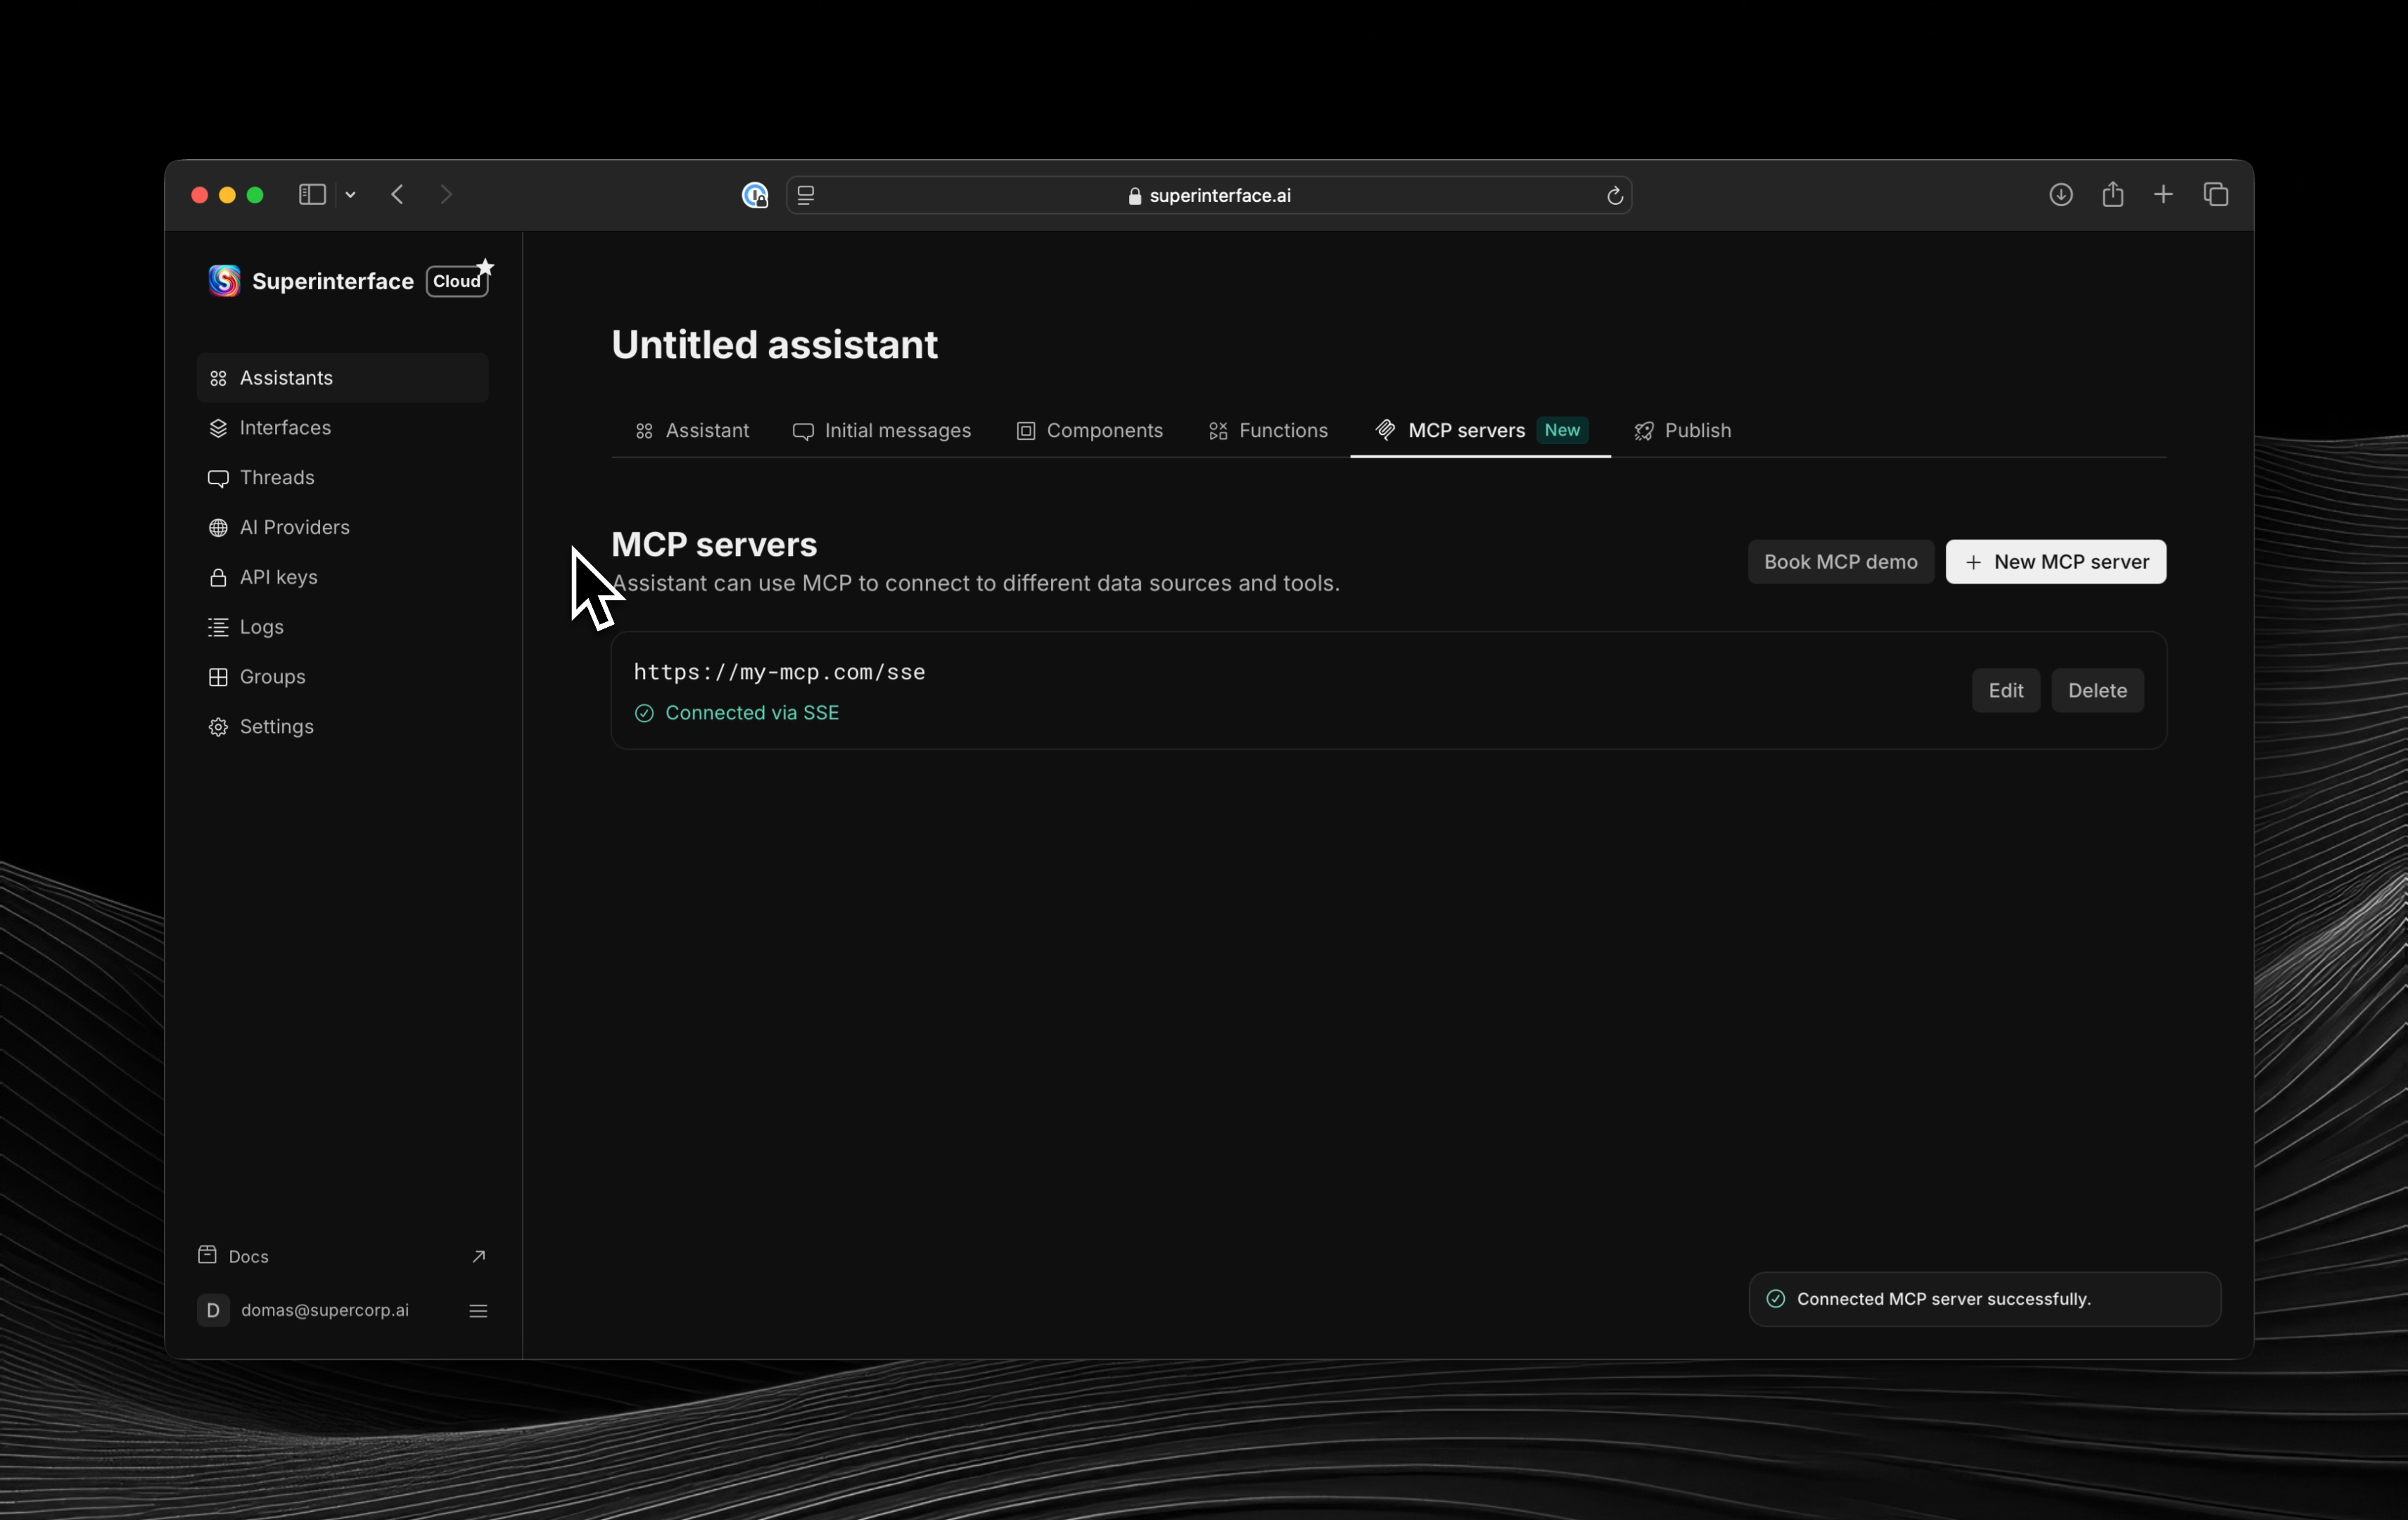 superinterface.ai
Superinterface Cloud
Assistants
Interfaces
Threads
AI Providers
API keys
Logs
Groups
Settings
Docs
D domas@supercorp.ai
Untitled assistant
Assistant Initial messages Components Functions MCP servers New Publish
MCP servers
Assistant can use MCP to connect to different data sources and tools.
Book MCP demo + New MCP server
https://my-mcp.com/sse
Connected via SSE
Edit Delete
Connected MCP server successfully.